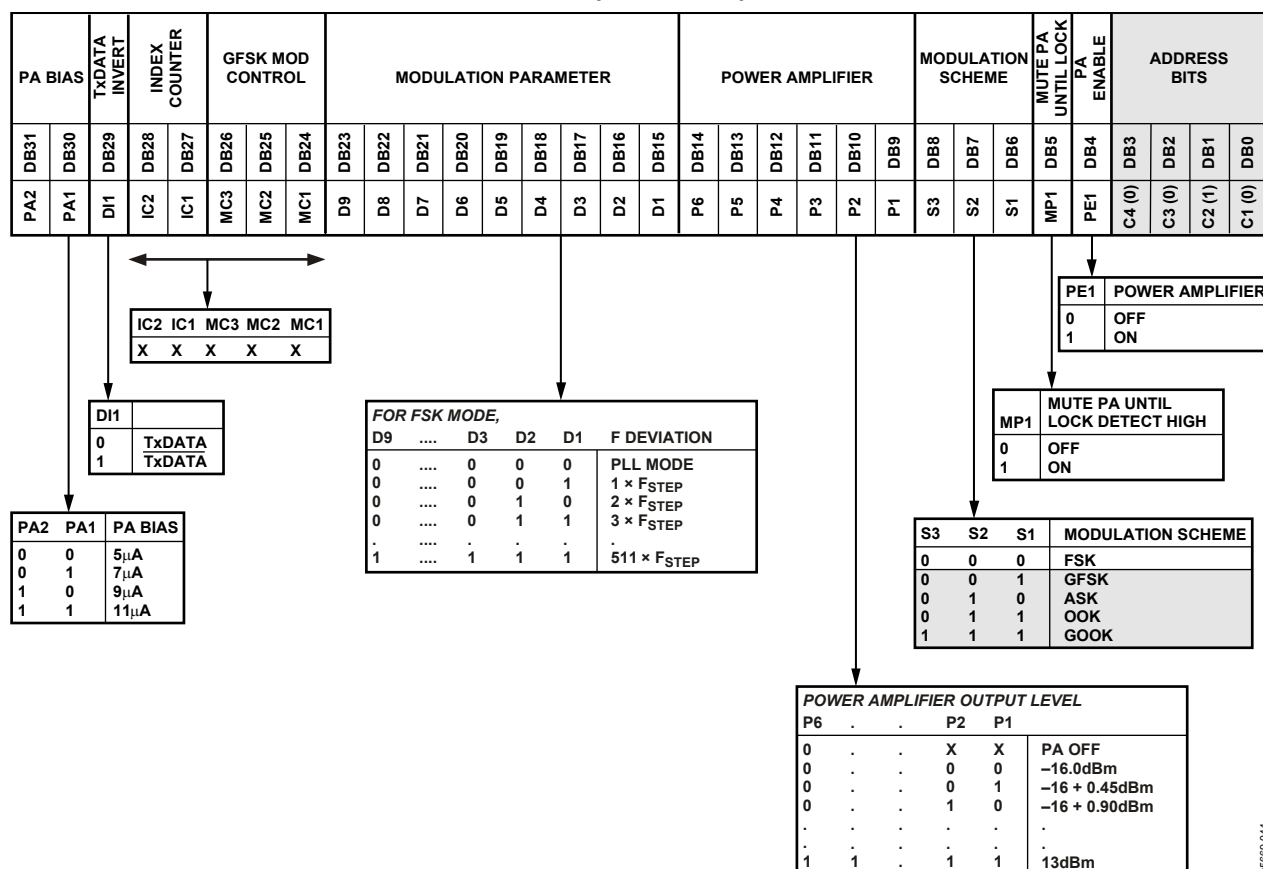 PA BIAS
TxDATA INVERT
INDEX COUNTER
GFSK MOD CONTROL
MODULATION PARAMETER
POWER AMPLIFIER
MODULATION SCHEME
MUTE PA UNTIL LOCK
PA ENABLE
ADDRESS BITS
DB31 DB30 DB29 DB28 DB27 DB26 DB25 DB24 DB23 DB22 DB21 DB20 DB19 DB18 DB17 DB16 DB15 DB14 DB13 DB12 DB11 DB10 DB9 DB8 DB7 DB6 DB5 DB4 DB3 DB2 DB1 DB0
PA2 PA1 DI1 IC2 IC1 MC3 MC2 MC1 D9 D8 D7 D6 D5 D4 D3 D2 D1 P6 P5 P4 P3 P2 P1 S3 S2 S1 MP1 PE1 C4 (0) C3 (0) C2 (1) C1 (0)
PE1 POWER AMPLIFIER
0 OFF
1 ON
IC2 IC1 MC3 MC2 MC1
X X X X X
MP1 MUTE PA UNTIL LOCK DETECT HIGH
0 OFF
1 ON
DI1
0 TxDATA
1 TxDATA
FOR FSK MODE,
D9 .... D3 D2 D1 F DEVIATION
0 .... 0 0 0 PLL MODE
0 .... 0 0 1 1 × FSTEP
0 .... 0 1 0 2 × FSTEP
0 .... 0 1 1 3 × FSTEP
. .... . . . .
1 .... 1 1 1 511 × FSTEP
PA2 PA1 PA BIAS
0 0 5μA
0 1 7μA
1 0 9μA
1 1 11μA
S3 S2 S1 MODULATION SCHEME
0 0 0 FSK
0 0 1 GFSK
0 1 0 ASK
0 1 1 OOK
1 1 1 GOOK
POWER AMPLIFIER OUTPUT LEVEL
P6 . . P2 P1
0 . . X X PA OFF
0 . . 0 0 –16.0dBm
0 . . 0 1 –16 + 0.45dBm
0 . . 1 0 –16 + 0.90dBm
. . . . . .
. . . . . .
1 1 . 1 1 13dBm